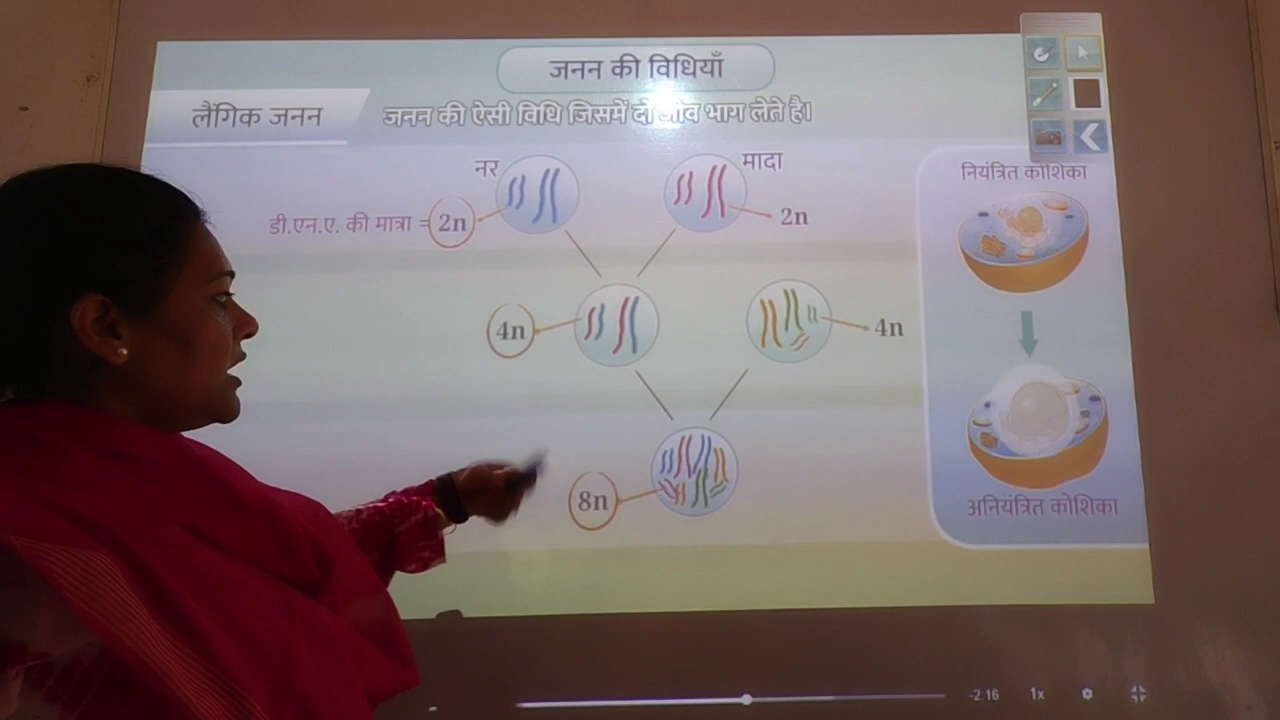 जनन की विधियाँ
लैंगिक जनन
जनन की ऐसी विधि जिसमें दो जीव भाग लेते है।
नर
मादा
डी.एन.ए. की मात्रा = 2n
2n
4n
4n
8n
नियंत्रित कोशिका
अनियंत्रित कोशिका
-2:16 1x